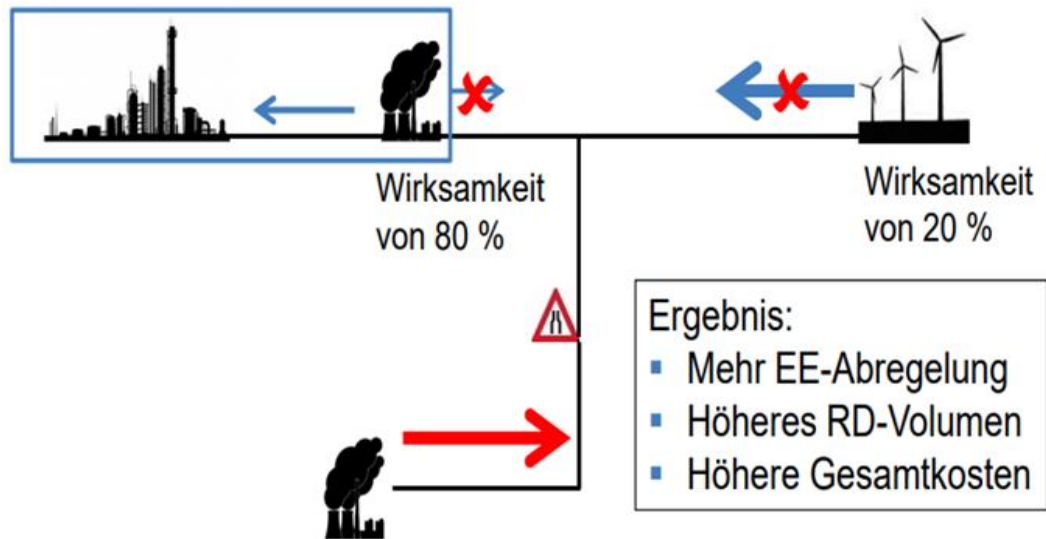 Wirksamkeit
von 80 %
Wirksamkeit
von 20 %
Ergebnis:
▪ Mehr EE-Abregelung
▪ Höheres RD-Volumen
▪ Höhere Gesamtkosten